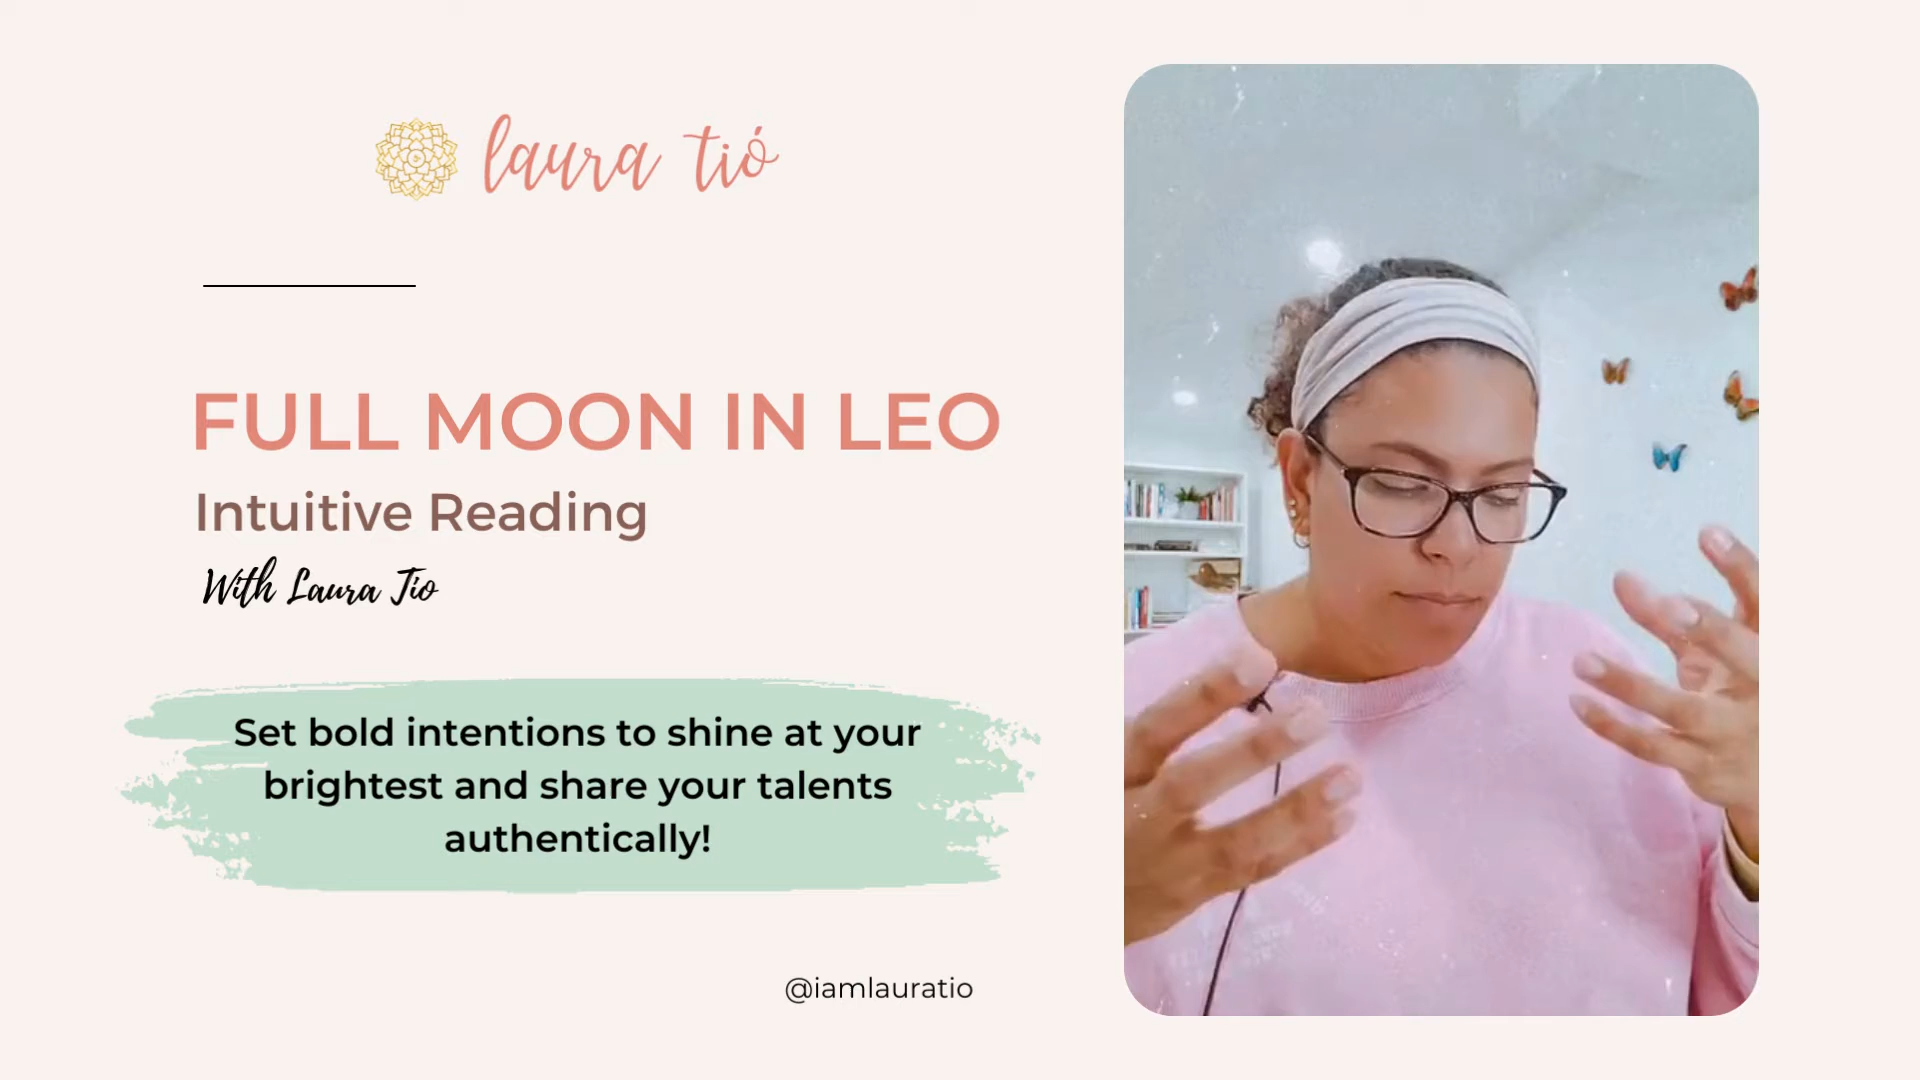 laura tió
FULL MOON IN LEO
Intuitive Reading
With Laura Tio
Set bold intentions to shine at your
brightest and share your talents
authentically!
@iamlauratio